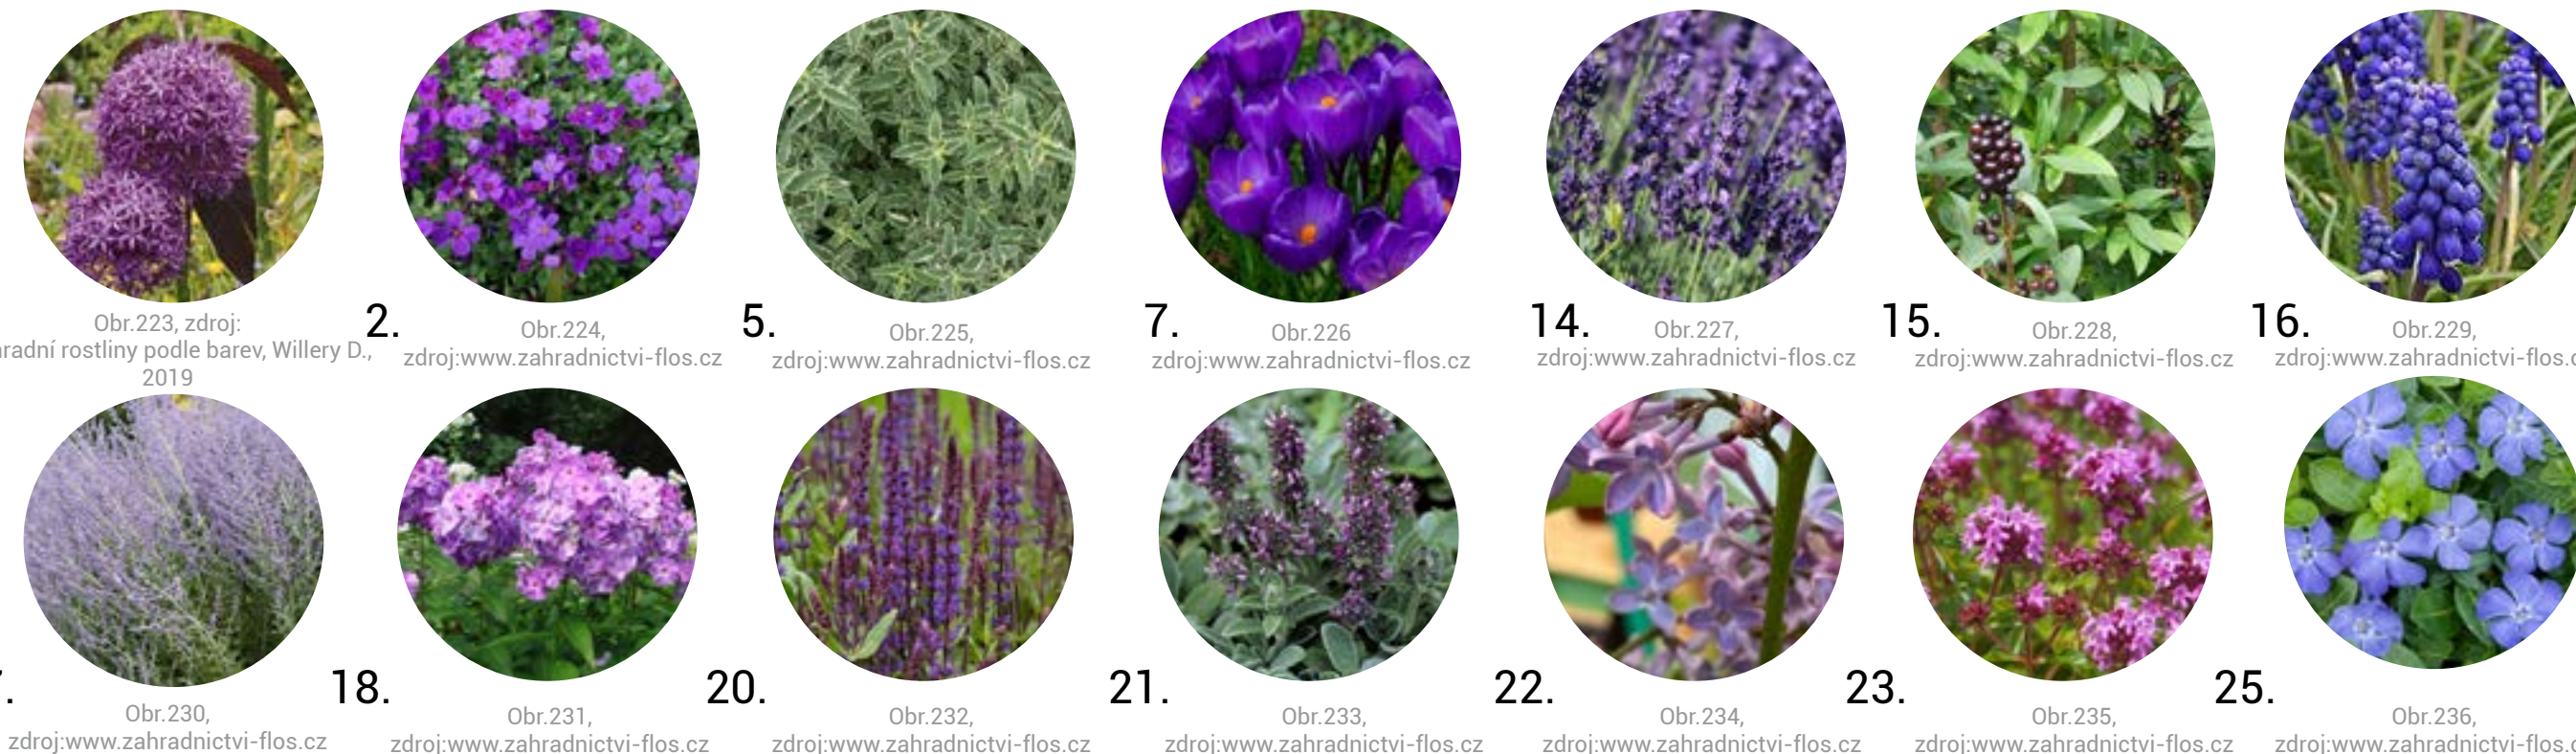 Obr.223, zdroj:
radní rostliny podle barev, Willery D.,
2019
2.
Obr.224,
zdroj:www.zahradnictvi-flos.cz
5.
Obr.225,
zdroj:www.zahradnictvi-flos.cz
7.
Obr.226
zdroj:www.zahradnictvi-flos.cz
14.
Obr.227,
zdroj:www.zahradnictvi-flos.cz
15.
Obr.228,
zdroj:www.zahradnictvi-flos.cz
16.
Obr.229,
zdroj:www.zahradnictvi-flos.c
.
Obr.230,
zdroj:www.zahradnictvi-flos.cz
18.
Obr.231,
zdroj:www.zahradnictvi-flos.cz
20.
Obr.232,
zdroj:www.zahradnictvi-flos.cz
21.
Obr.233,
zdroj:www.zahradnictvi-flos.cz
22.
Obr.234,
zdroj:www.zahradnictvi-flos.cz
23.
Obr.235,
zdroj:www.zahradnictvi-flos.cz
25.
Obr.236,
zdroj:www.zahradnictvi-flos.